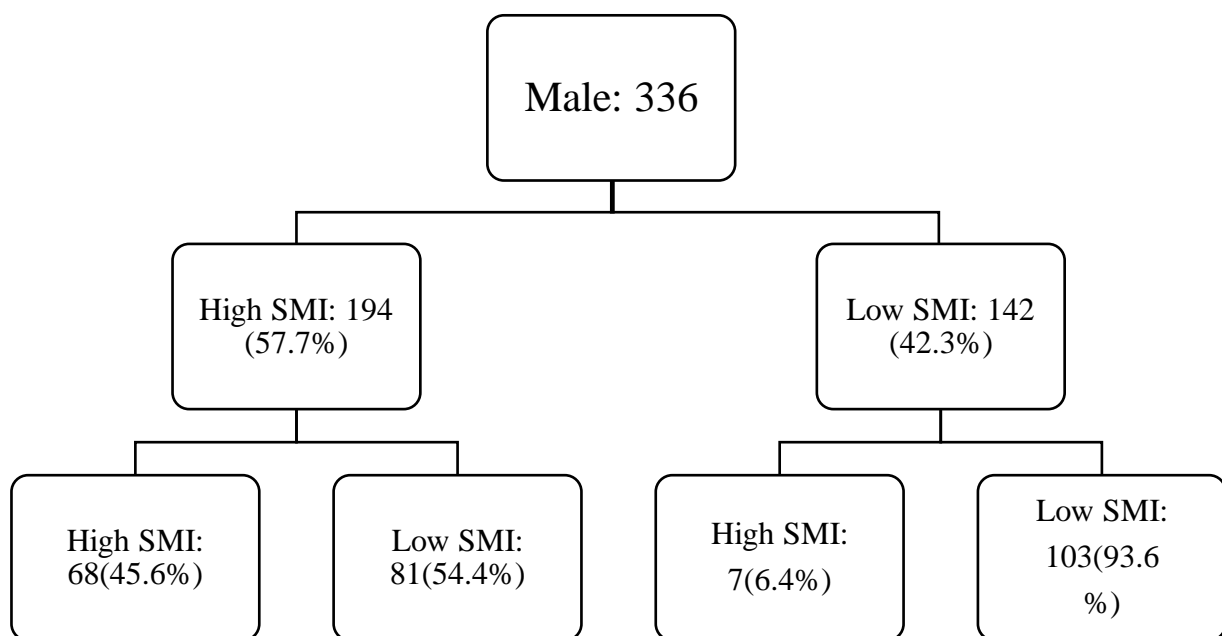 Male: 336
High SMI: 194
(57.7%)
Low SMI: 142
(42.3%)
High SMI:
68(45.6%)
Low SMI:
81(54.4%)
High SMI:
7(6.4%)
Low SMI:
103(93.6
%)